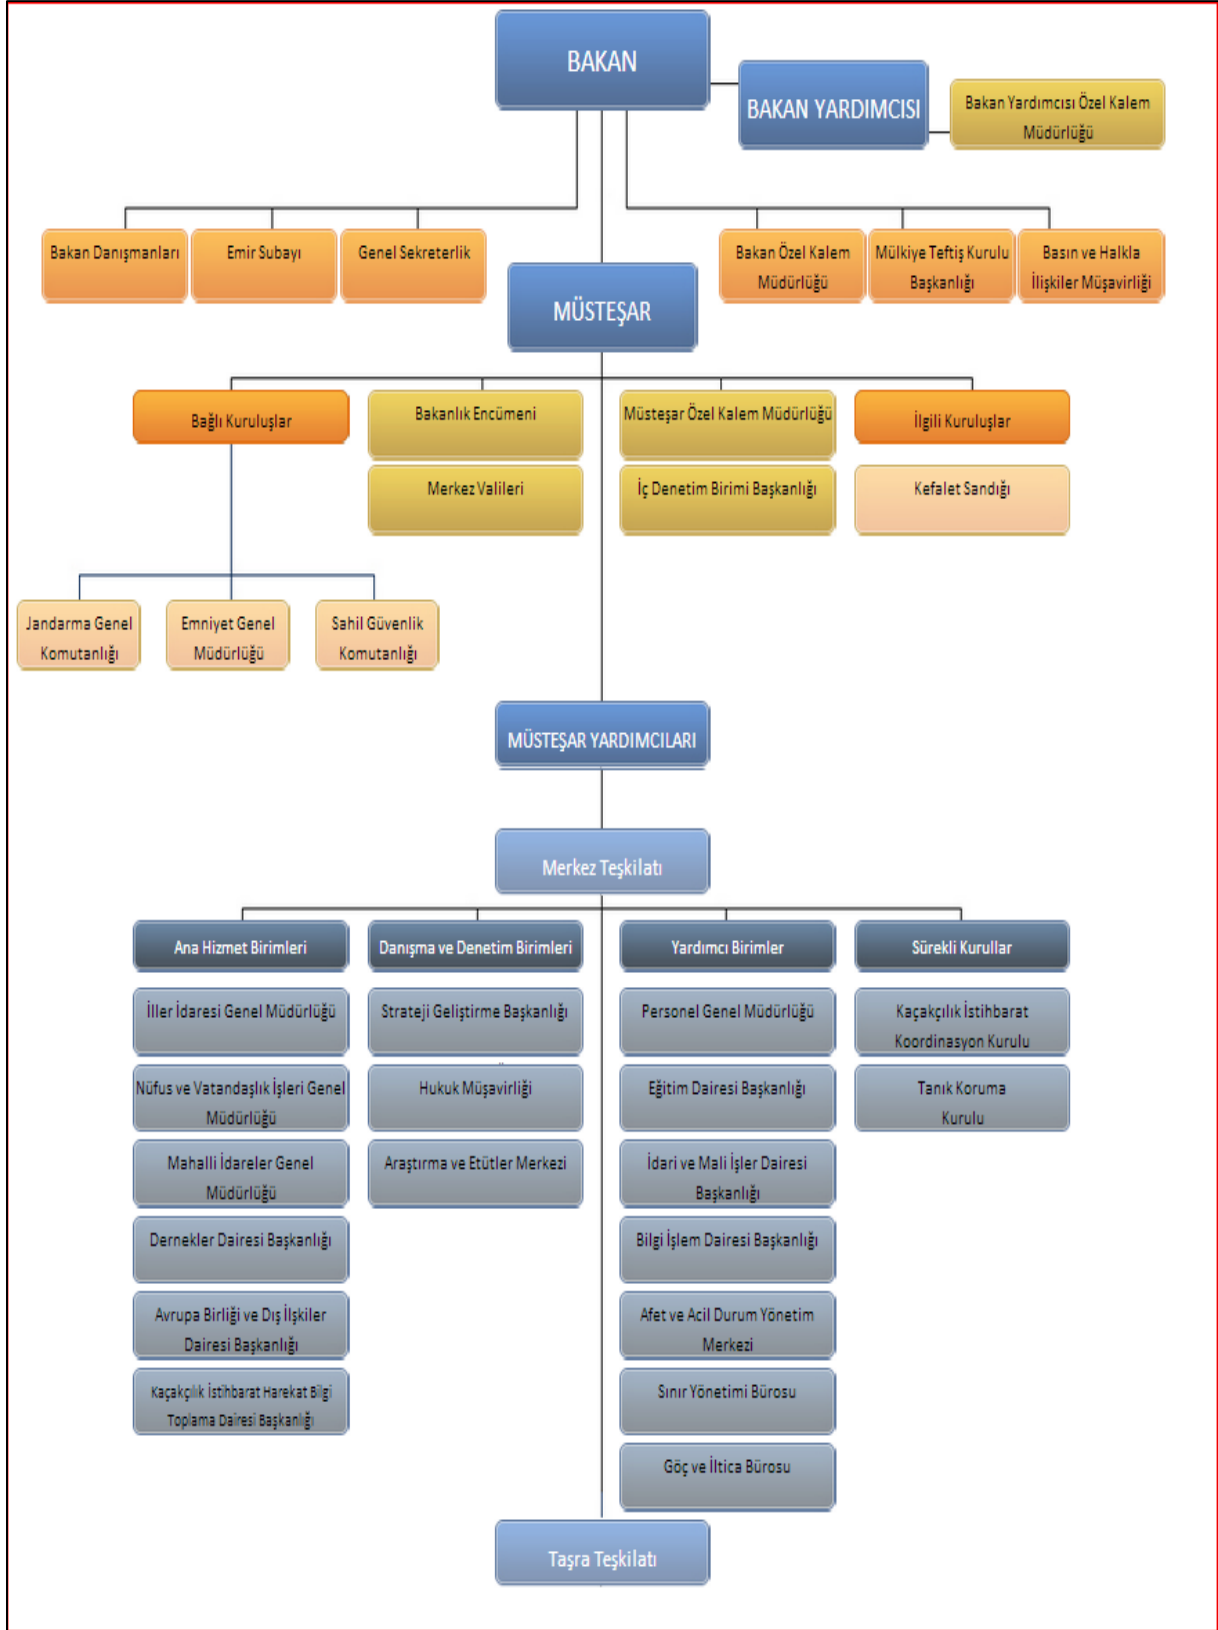 BAKAN
BAKAN YARDIMCISI
Bakan Yardımcısı Özel Kalem
Müdürlüğü
Bakan Danışmanları
Emir Subayı
Genel Sekreterlik
Bakan Özel Kalem
Müdürlüğü
Mülkiye Teftiş Kurulu
Başkanlığı
Basın ve Halkla
İlişkiler Müşavirliği
MÜSTEŞAR
Bağlı Kuruluşlar
Bakanlık Encümeni
Müsteşar Özel Kalem Müdürlüğü
İlgili Kuruluşlar
Merkez Valileri
İç Denetim Birimi Başkanlığı
Kefalet Sandığı
Jandarma Genel
Komutanlığı
Emniyet Genel
Müdürlüğü
Sahil Güvenlik
Komutanlığı
MÜSTEŞAR YARDIMCILARI
Merkez Teşkilatı
Ana Hizmet Birimleri
Danışma ve Denetim Birimleri
Yardımcı Birimler
Sürekli Kurullar
İller İdaresi Genel Müdürlüğü
Strateji Geliştirme Başkanlığı
Personel Genel Müdürlüğü
Kaçakçılık İstihbarat
Koordinasyon Kurulu
Nüfus ve Vatandaşlık İşleri Genel
Müdürlüğü
Hukuk Müşavirliği
Eğitim Dairesi Başkanlığı
Tanık Koruma
Kurulu
Mahalli İdareler Genel
Müdürlüğü
Araştırma ve Etütler Merkezi
İdari ve Mali İşler Dairesi
Başkanlığı
Dernekler Dairesi Başkanlığı
Bilgi İşlem Dairesi Başkanlığı
Avrupa Birliği ve Dış İlşkiler
Dairesi Başkanlığı
Afet ve Acil Durum Yönetim
Merkezi
Kaçakçılık İstihbarat Harekat Bilgi
Toplama Dairesi Başkanlığı
Sınır Yönetimi Bürosu
Göç ve İltica Bürosu
Taşra Teşkilatı